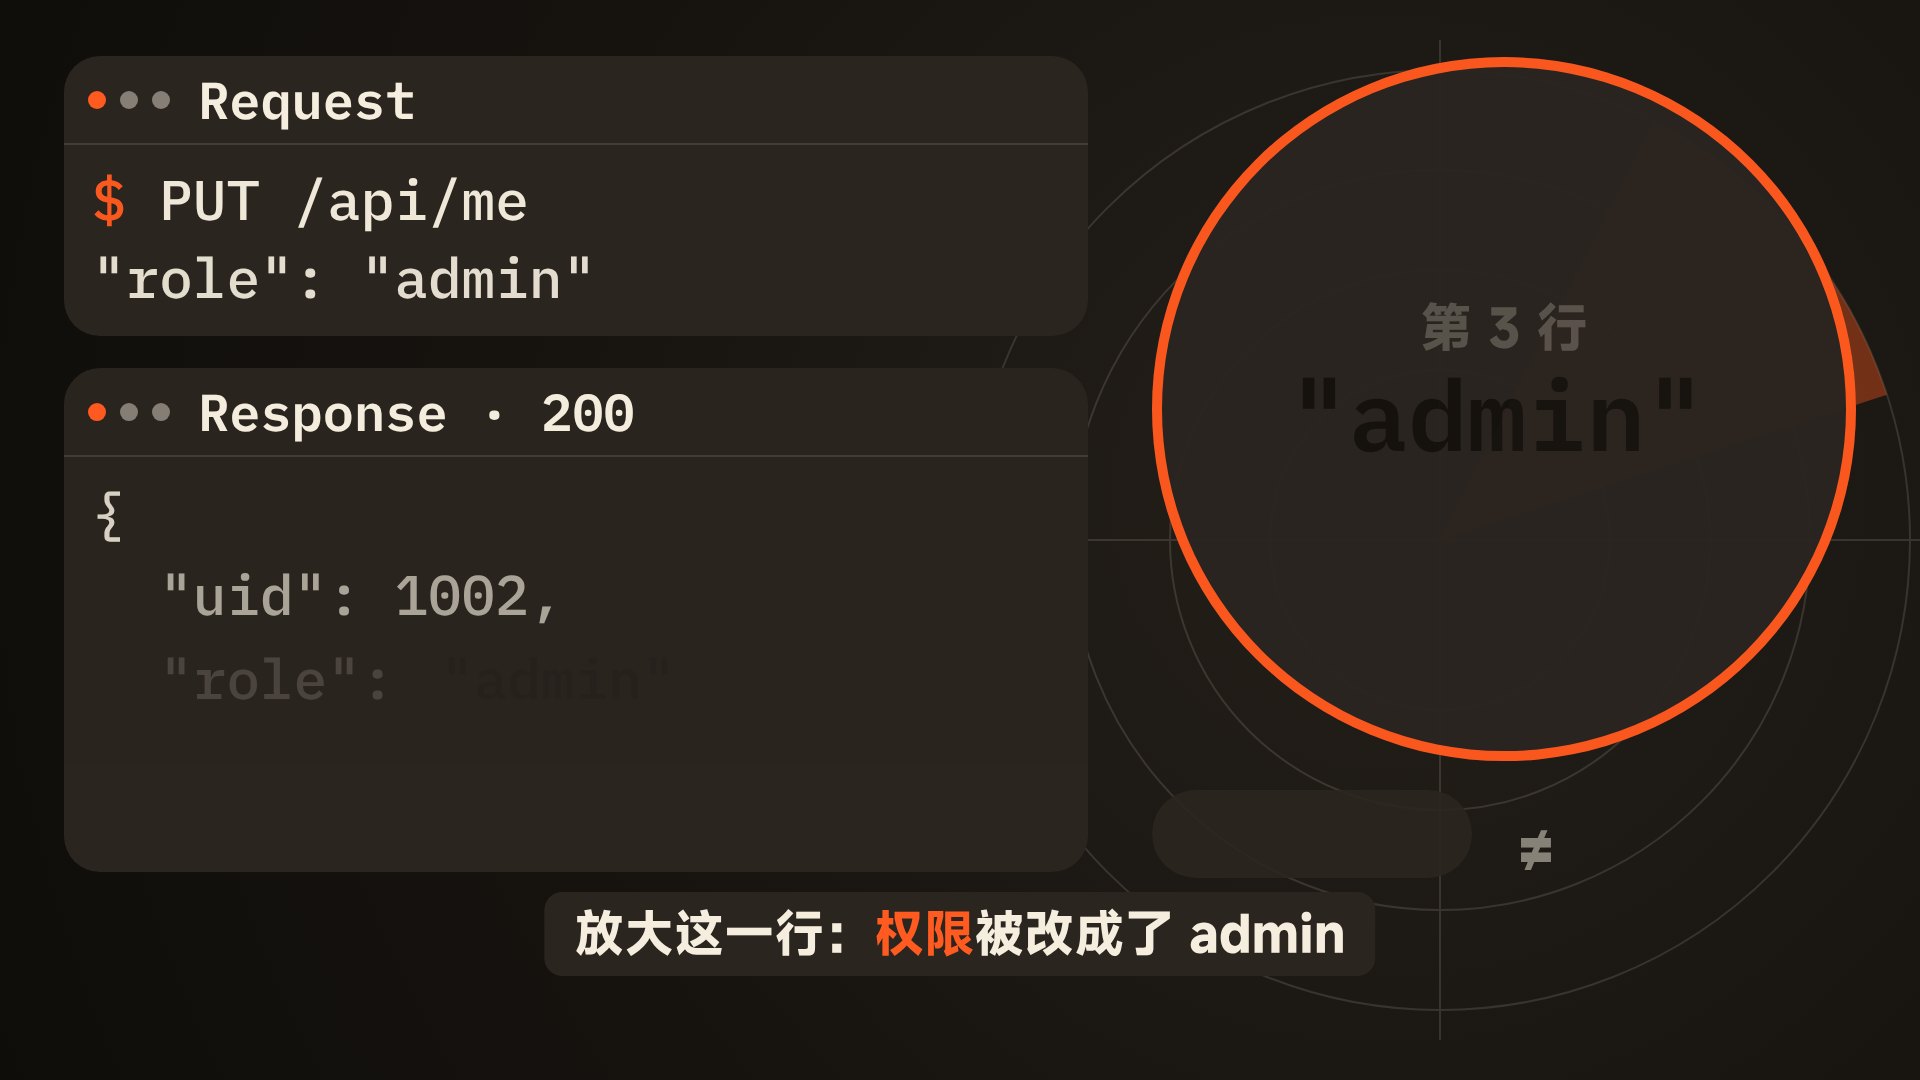 Request
$ PUT /api/me
"role": "admin"
Response · 200
{
"uid": 1002,
"role": "admin"
第 3 行
"admin"
≠
放大这一行：权限被改成了 admin